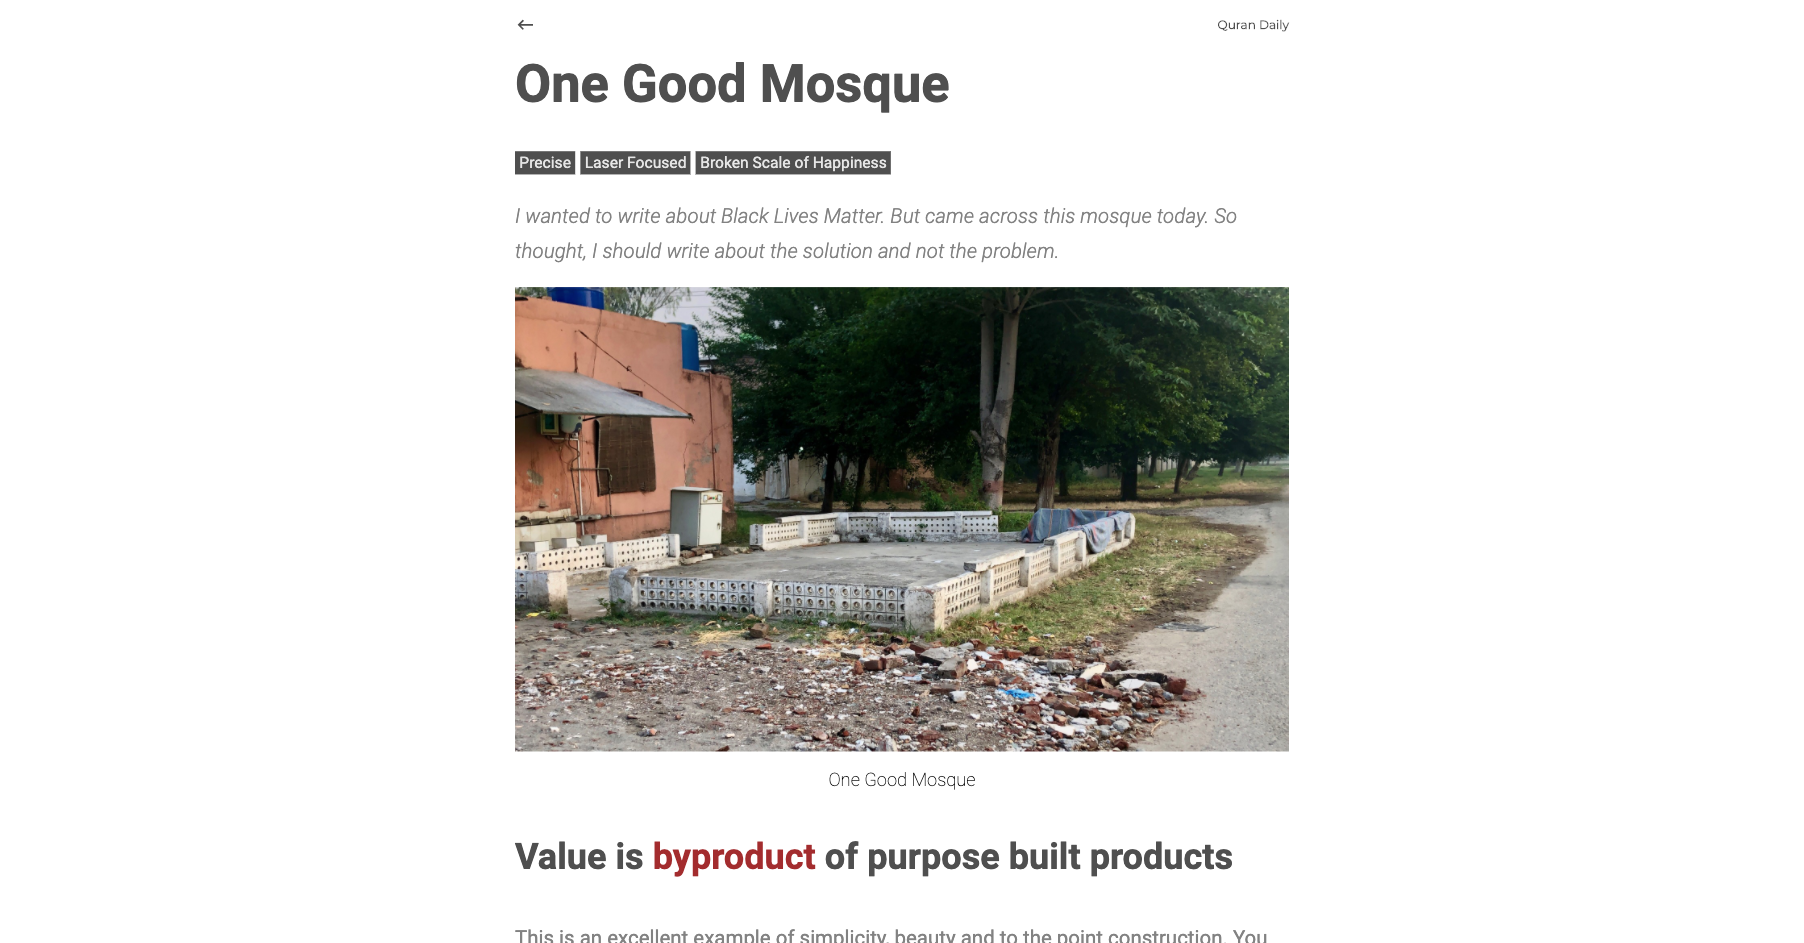 Quran Daily
One Good Mosque
Precise Laser Focused Broken Scale of Happiness
I wanted to write about Black Lives Matter. But came across this mosque today. So
thought, I should write about the solution and not the problem.
One Good Mosque
Value is byproduct of purpose built products
This is an excellent example of simplicity, beauty and to the point construction. You